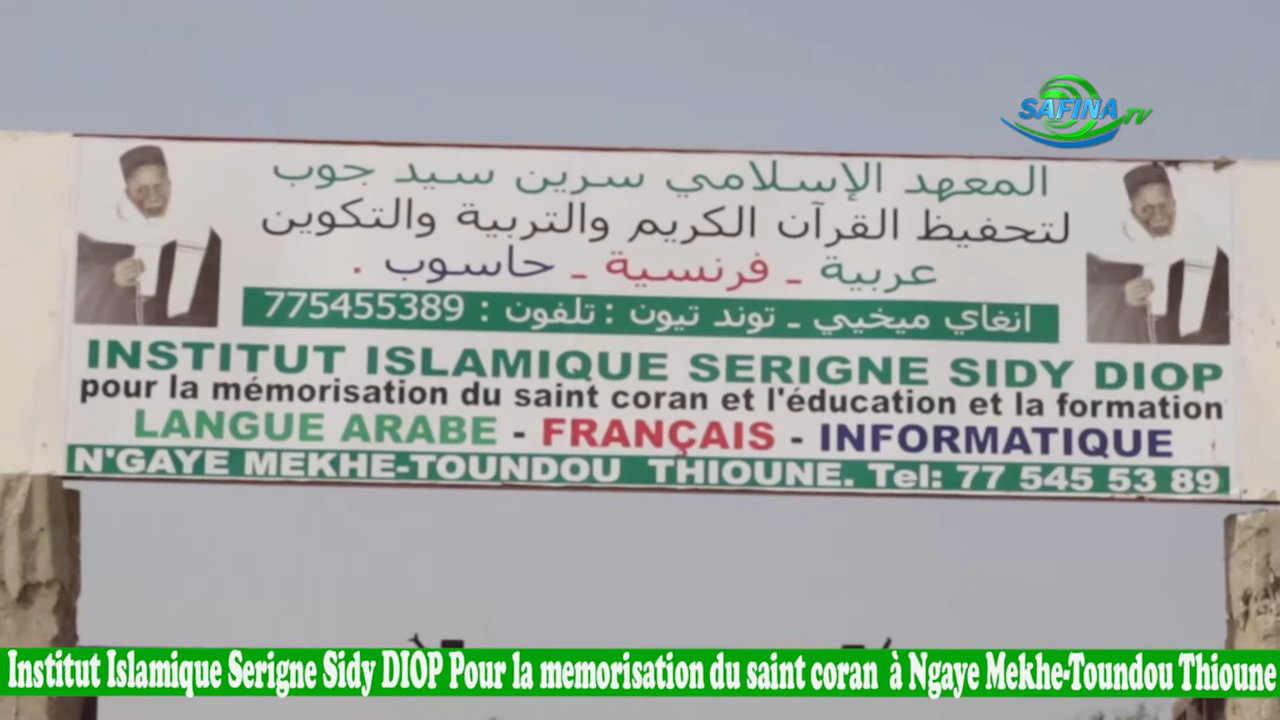 SAFINA TV
المعهد الإسلامي سرين سيد جوب
لتحفيظ القرآن الكريم والتربية والتكوين
عربية ـ فرنسية ـ حاسوب .
انغاي ميخيي ـ توند تيون : تلفون : 775455389
INSTITUT ISLAMIQUE SERIGNE SIDY DIOP
pour la mémorisation du saint coran et l'éducation et la formation
LANGUE ARABE - FRANÇAIS - INFORMATIQUE
N'GAYE MEKHE-TOUNDOU THIOUNE. Tel: 77 545 53 89
Institut Islamique Serigne Sidy DIOP Pour la memorisation du saint coran à Ngaye Mekhe-Toundou Thioune